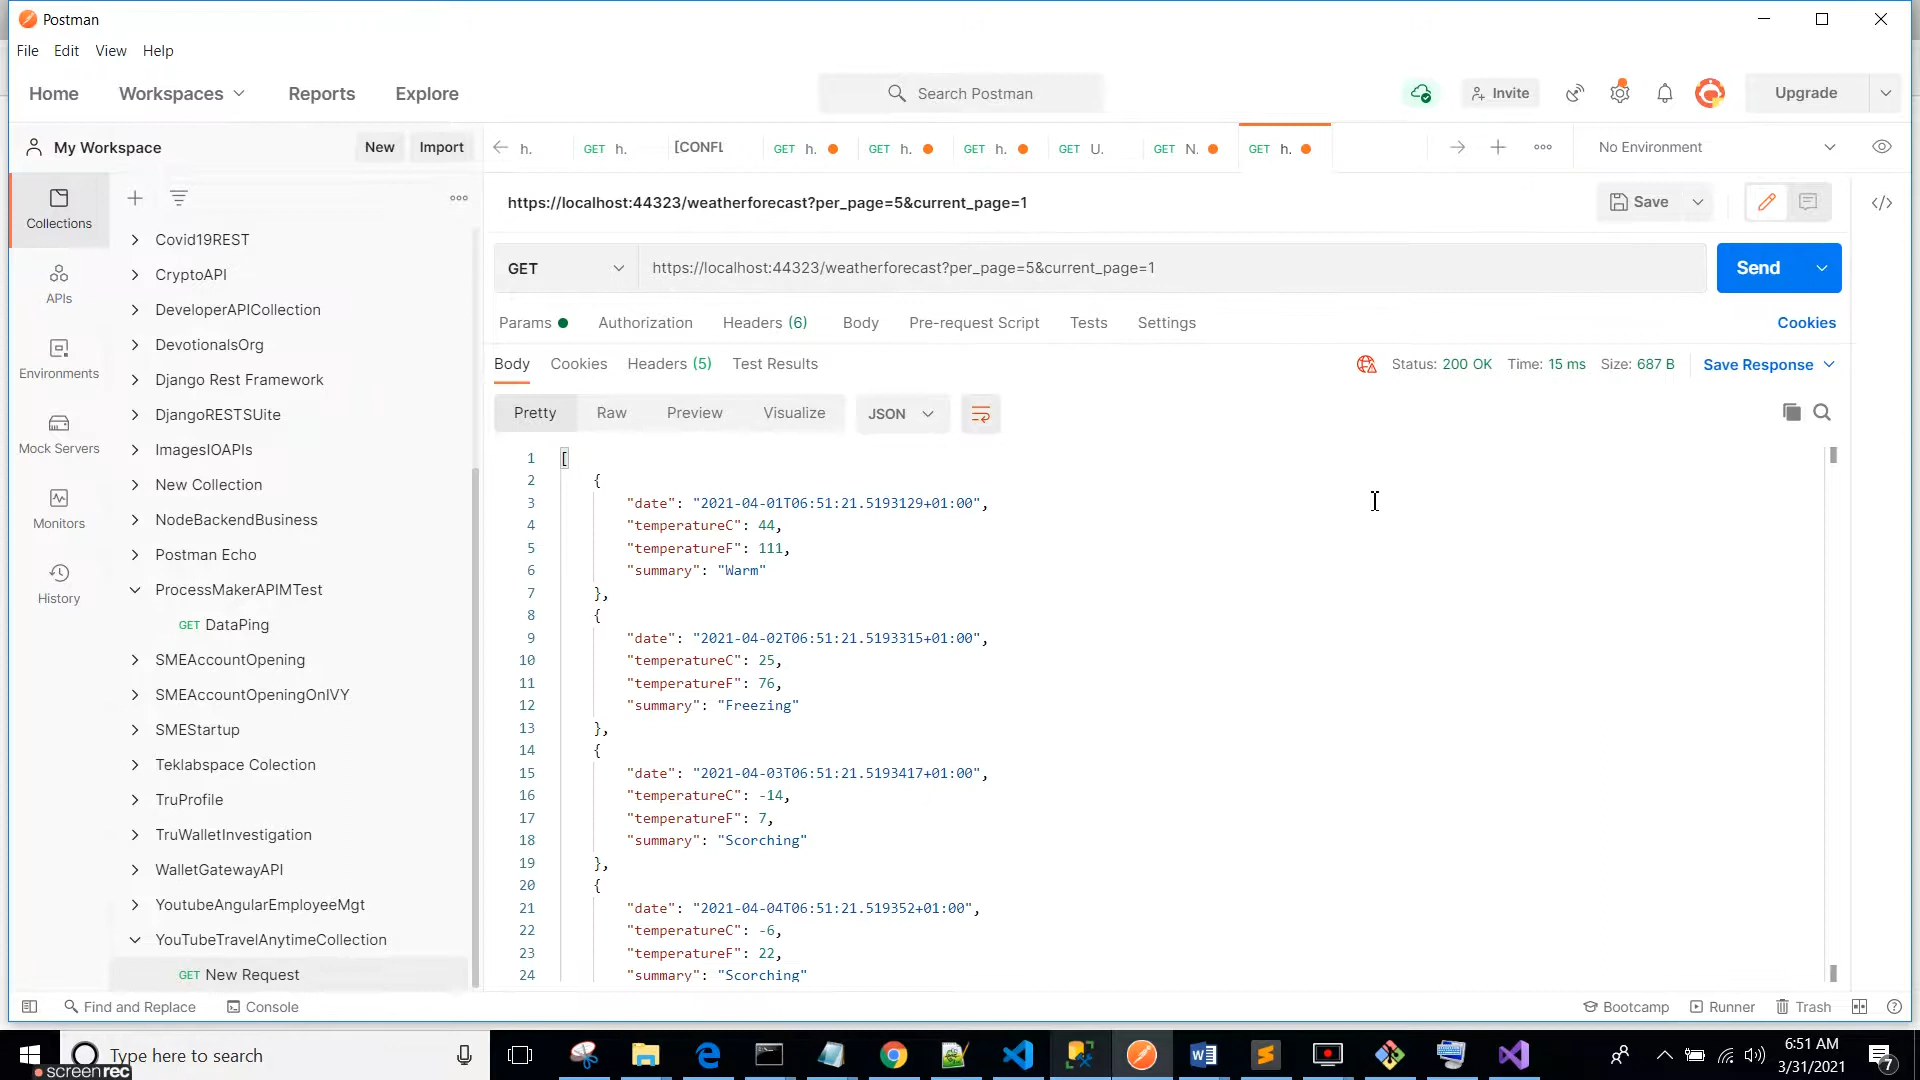 Postman
File Edit View Help
Home Workspaces Reports Explore Search Postman Invite Upgrade
My Workspace New Import h. GET h. [CONFL GET h. GET h. GET h. GET U. GET N. GET h. No Environment
https://localhost:44323/weatherforecast?per_page=5&current_page=1 Save
GET https://localhost:44323/weatherforecast?per_page=5&current_page=1 Send
Params Authorization Headers (6) Body Pre-request Script Tests Settings Cookies
Body Cookies Headers (5) Test Results Status: 200 OK Time: 15 ms Size: 687 B Save Response
Pretty Raw Preview Visualize JSON
Collections
APIs
Environments
Mock Servers
Monitors
History
Covid19REST
CryptoAPI
DeveloperAPICollection
DevotionalsOrg
Django Rest Framework
DjangoRESTSUite
ImagesIOAPIs
New Collection
NodeBackendBusiness
Postman Echo
ProcessMakerAPIMTest
GET DataPing
SMEAccountOpening
SMEAccountOpeningOnIVY
SMEStartup
Teklabspace Colection
TruProfile
TruWalletInvestigation
WalletGatewayAPI
YoutubeAngularEmployeeMgt
YouTubeTravelAnytimeCollection
GET New Request
1 [
2 {
3 "date": "2021-04-01T06:51:21.5193129+01:00",
4 "temperatureC": 44,
5 "temperatureF": 111,
6 "summary": "Warm"
7 },
8 {
9 "date": "2021-04-02T06:51:21.5193315+01:00",
10 "temperatureC": 25,
11 "temperatureF": 76,
12 "summary": "Freezing"
13 },
14 {
15 "date": "2021-04-03T06:51:21.5193417+01:00",
16 "temperatureC": -14,
17 "temperatureF": 7,
18 "summary": "Scorching"
19 },
20 {
21 "date": "2021-04-04T06:51:21.519352+01:00",
22 "temperatureC": -6,
23 "temperatureF": 22,
24 "summary": "Scorching"
Find and Replace Console Bootcamp Runner Trash
Type here to search 6:51 AM
3/31/2021 7
screenrec